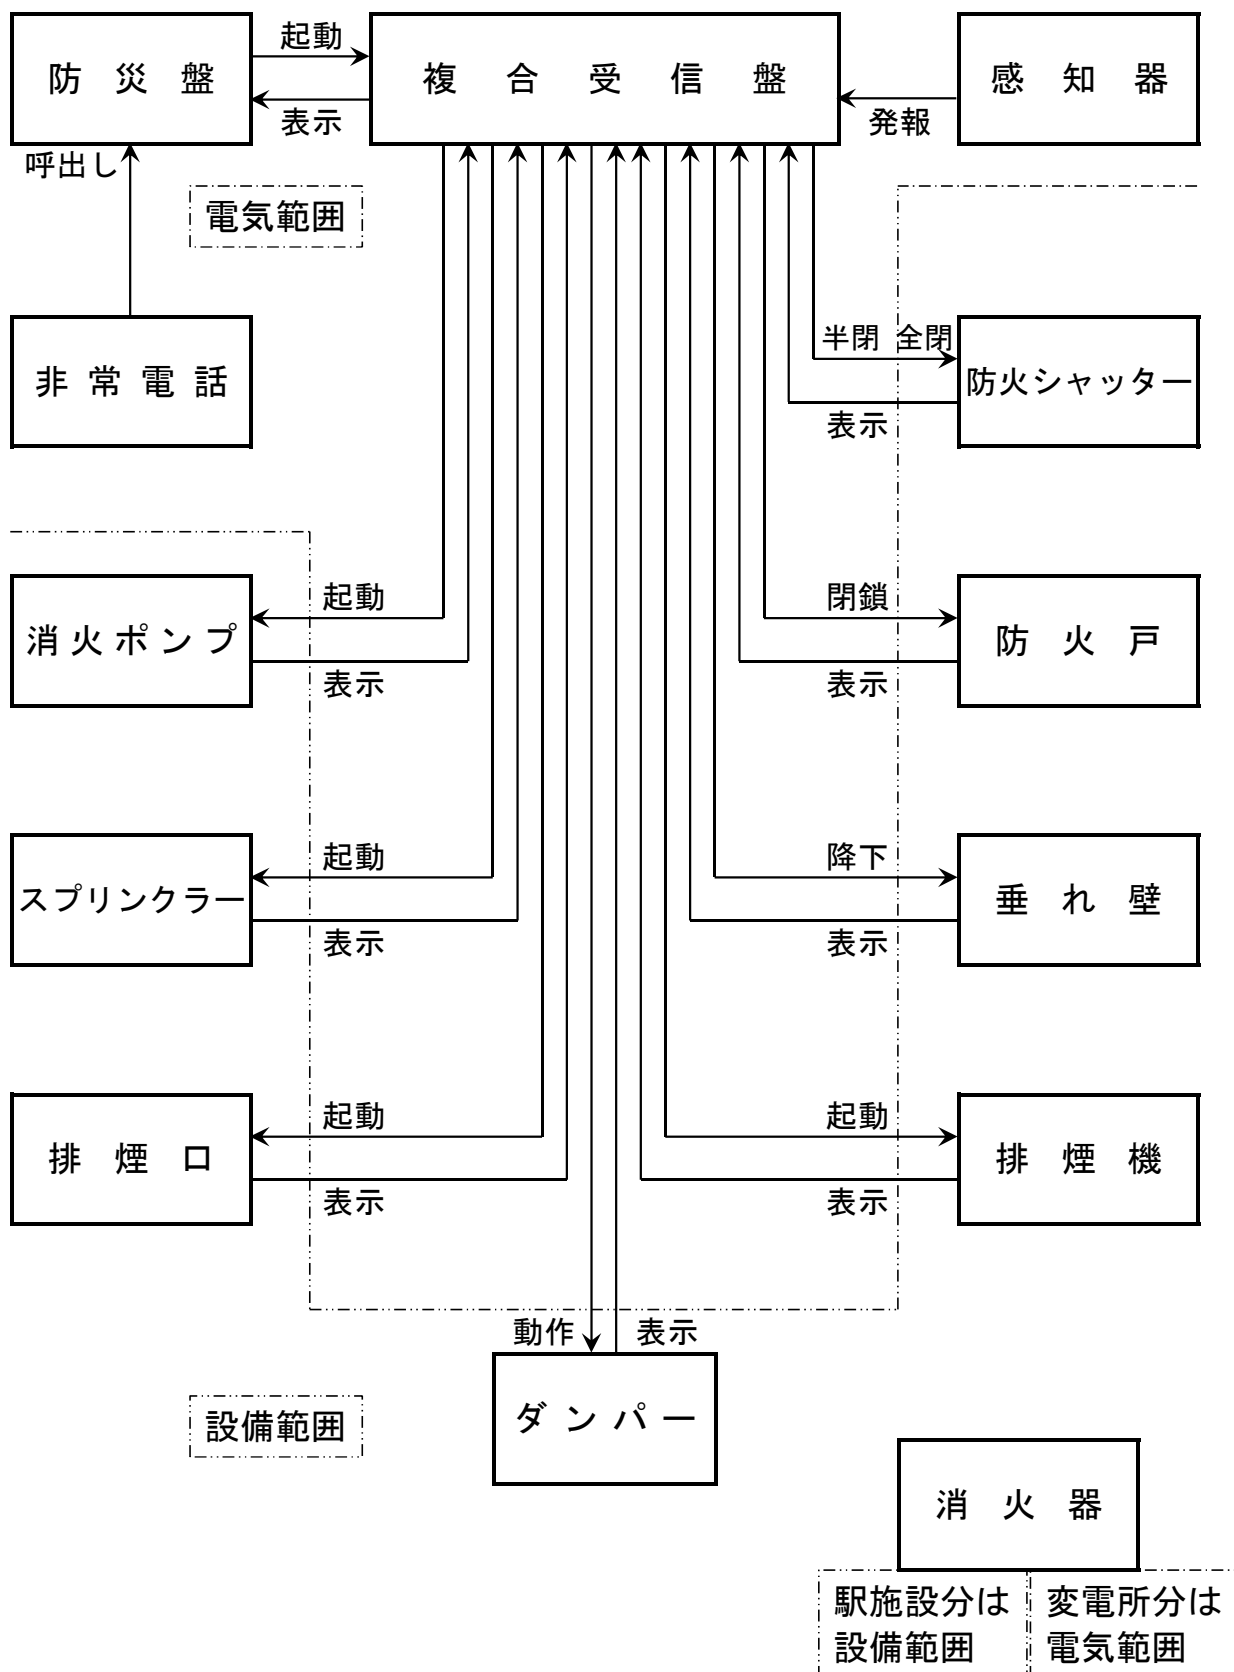 防災盤
起動
表示
複合受信盤
発報
感知器
呼出し
電気範囲
非常電話
半閉 全閉
表示
防火シャッター
消火ポンプ
起動
表示
閉鎖
表示
防火戸
スプリンクラー
起動
表示
降下
表示
垂れ壁
排煙口
起動
表示
起動
表示
排煙機
動作
表示
ダンパー
設備範囲
消火器
駅施設分は
設備範囲
変電所分は
電気範囲